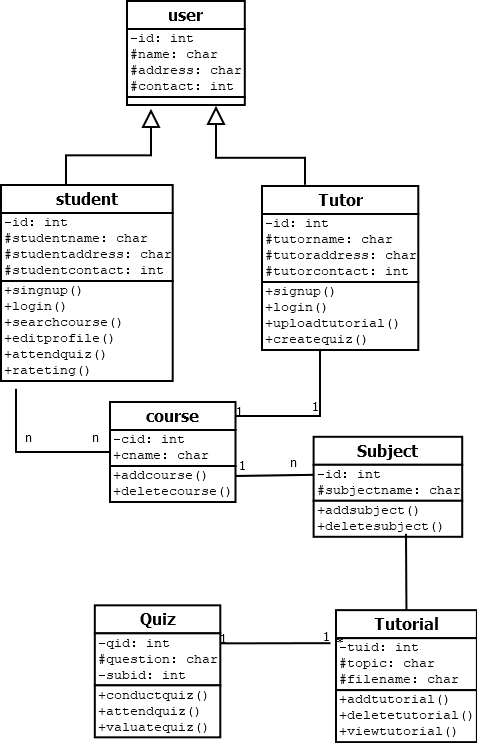 user
-id: int
#name: char
#address: char
#contact: int
student
-id: int
#studentname: char
#studentaddress: char
#studentcontact: int
+singnup()
+login()
+searchcourse()
+editprofile()
+attendquiz()
+rateting()
Tutor
-id: int
#tutorname: char
#tutoraddress: char
#tutorcontact: int
+signup()
+login()
+uploadtutorial()
+createquiz()
n
n
1
1
course
-cid: int
+cname: char
+addcourse()
+deletecourse()
1
n
Subject
-id: int
#subjectname: char
+addsubject()
+deletesubject()
Quiz
-qid: int
#question: char
-subid: int
+conductquiz()
+attendquiz()
+valuatequiz()
1
1
*
Tutorial
-tuid: int
#topic: char
#filename: char
+addtutorial()
+deletetutorial()
+viewtutorial()